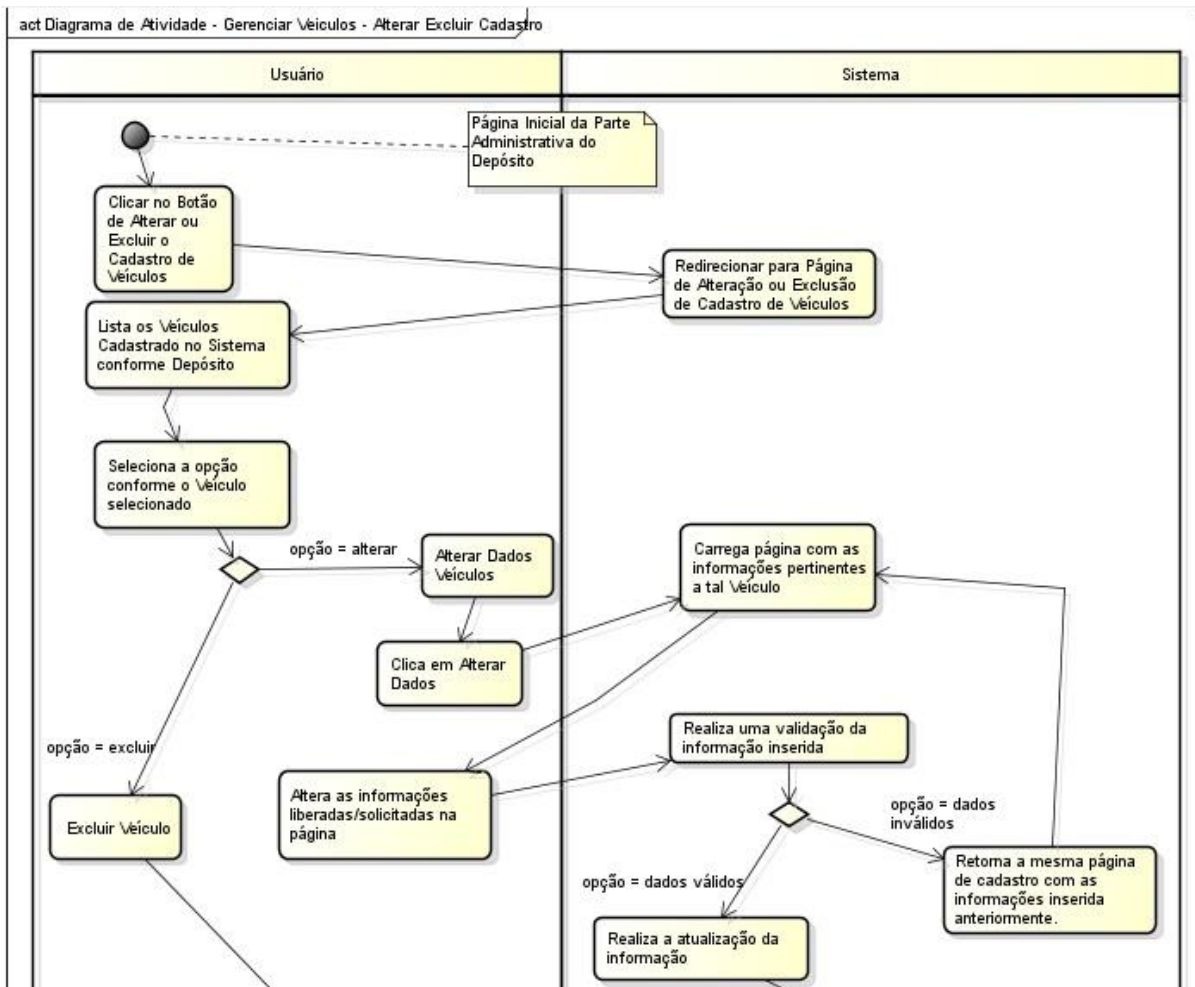 act Diagrama de Atividade - Gerenciar Veiculos - Alterar Excluir Cadastro
Usuário
Sistema
Página Inicial da Parte
Administrativa do
Depósito
Clicar no Botão
de Alterar ou
Excluir o
Cadastro de
Veículos
Redirecionar para Página
de Alteração ou Exclusão
de Cadastro de Veículos
Lista os Veículos
Cadastrado no Sistema
conforme Depósito
Seleciona a opção
conforme o Veículo
selecionado
opção = alterar
Alterar Dados
Veículos
Carrega página com as
informações pertinentes
a tal Veículo
Clica em Alterar
Dados
opção = excluir
Realiza uma validação da
informação inserida
Altera as informações
liberadas/solicitadas na
página
Excluir Veículo
opção = dados
inválidos
opção = dados válidos
Retorna a mesma página
de cadastro com as
informações inserida
anteriormente.
Realiza a atualização da
informação